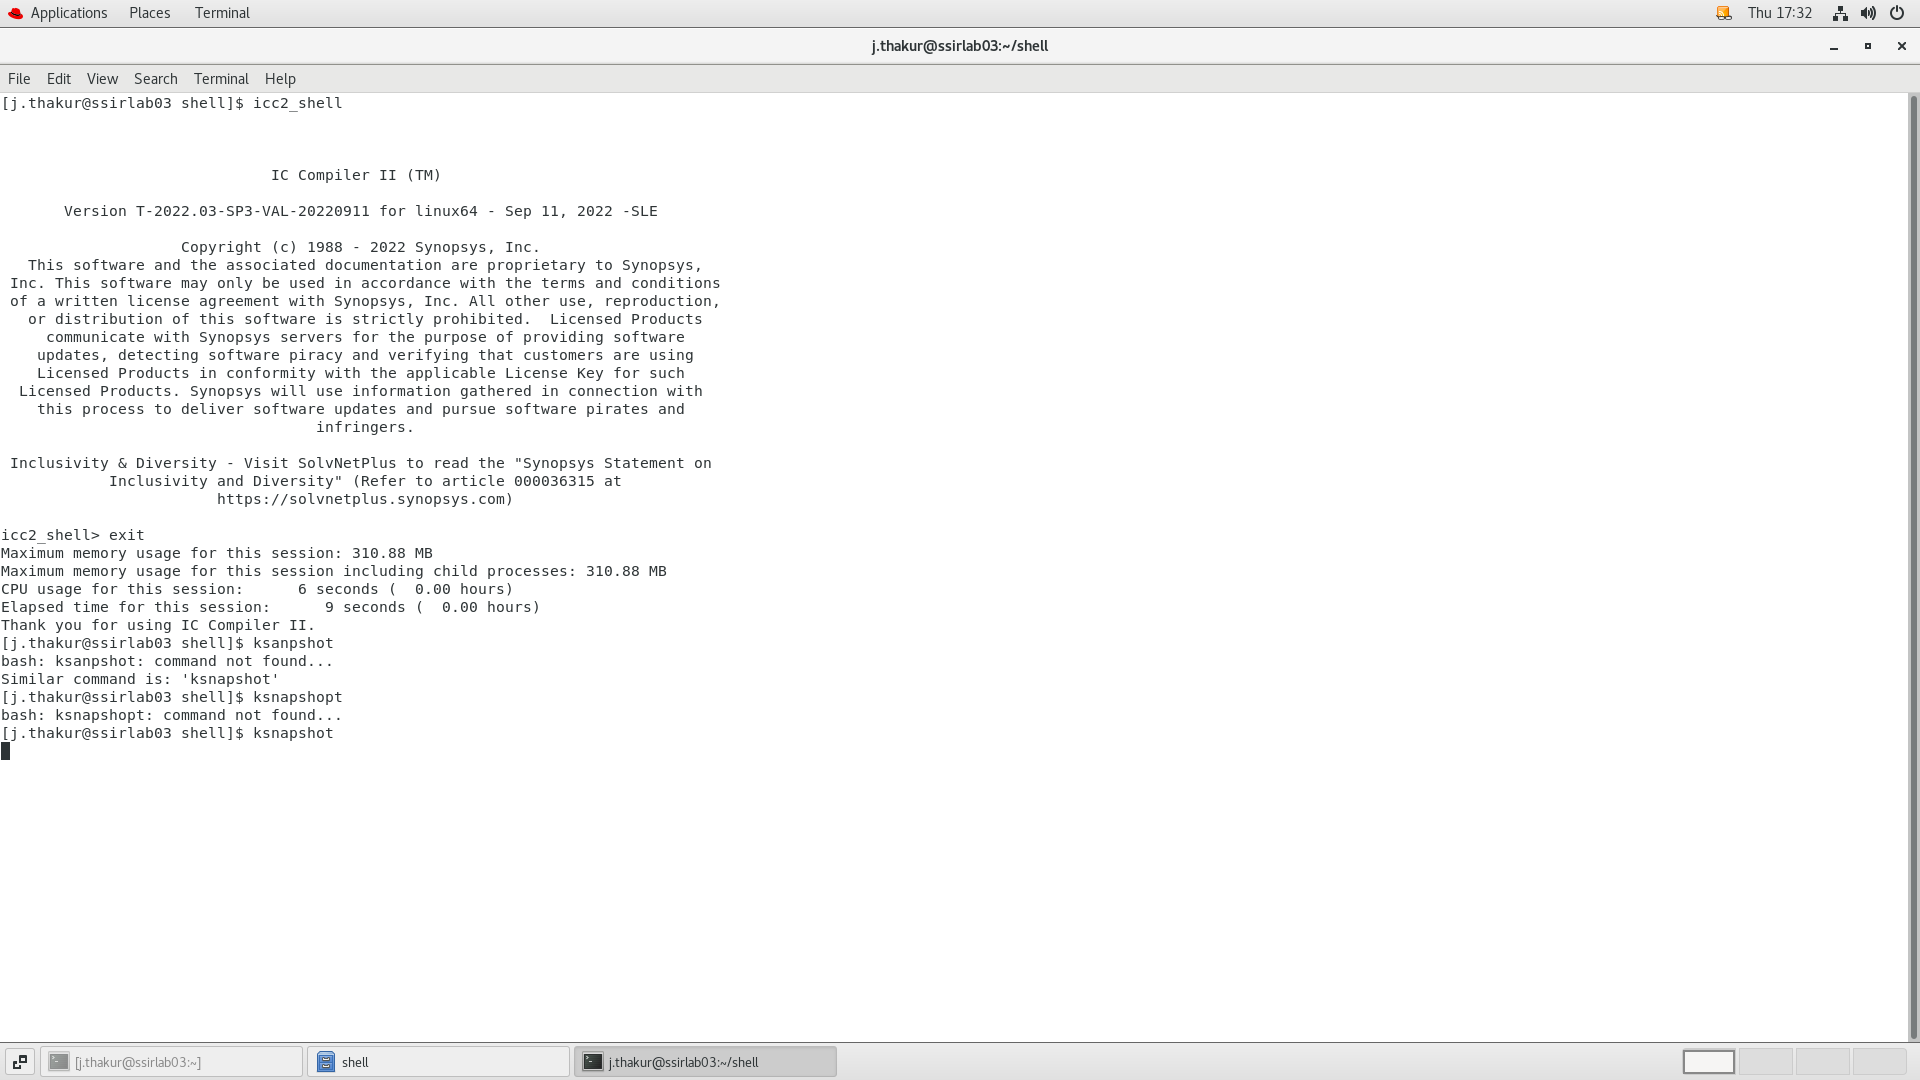 Applications Places Terminal Thu 17:32
j.thakur@ssirlab03:~/shell
File Edit View Search Terminal Help
[j.thakur@ssirlab03 shell]$ icc2_shell
IC Compiler II (TM)
Version T-2022.03-SP3-VAL-20220911 for linux64 - Sep 11, 2022 -SLE
Copyright (c) 1988 - 2022 Synopsys, Inc.
This software and the associated documentation are proprietary to Synopsys,
Inc. This software may only be used in accordance with the terms and conditions
of a written license agreement with Synopsys, Inc. All other use, reproduction,
or distribution of this software is strictly prohibited.  Licensed Products
communicate with Synopsys servers for the purpose of providing software
updates, detecting software piracy and verifying that customers are using
Licensed Products in conformity with the applicable License Key for such
Licensed Products. Synopsys will use information gathered in connection with
this process to deliver software updates and pursue software pirates and
infringers.
Inclusivity & Diversity - Visit SolvNetPlus to read the "Synopsys Statement on
Inclusivity and Diversity" (Refer to article 000036315 at
https://solvnetplus.synopsys.com)
icc2_shell> exit
Maximum memory usage for this session: 310.88 MB
Maximum memory usage for this session including child processes: 310.88 MB
CPU usage for this session:      6 seconds (  0.00 hours)
Elapsed time for this session:      9 seconds (  0.00 hours)
Thank you for using IC Compiler II.
[j.thakur@ssirlab03 shell]$ ksanpshot
bash: ksanpshot: command not found...
Similar command is: 'ksnapshot'
[j.thakur@ssirlab03 shell]$ ksnapshopt
bash: ksnapshopt: command not found...
[j.thakur@ssirlab03 shell]$ ksnapshot
[j.thakur@ssirlab03:~] shell j.thakur@ssirlab03:~/shell